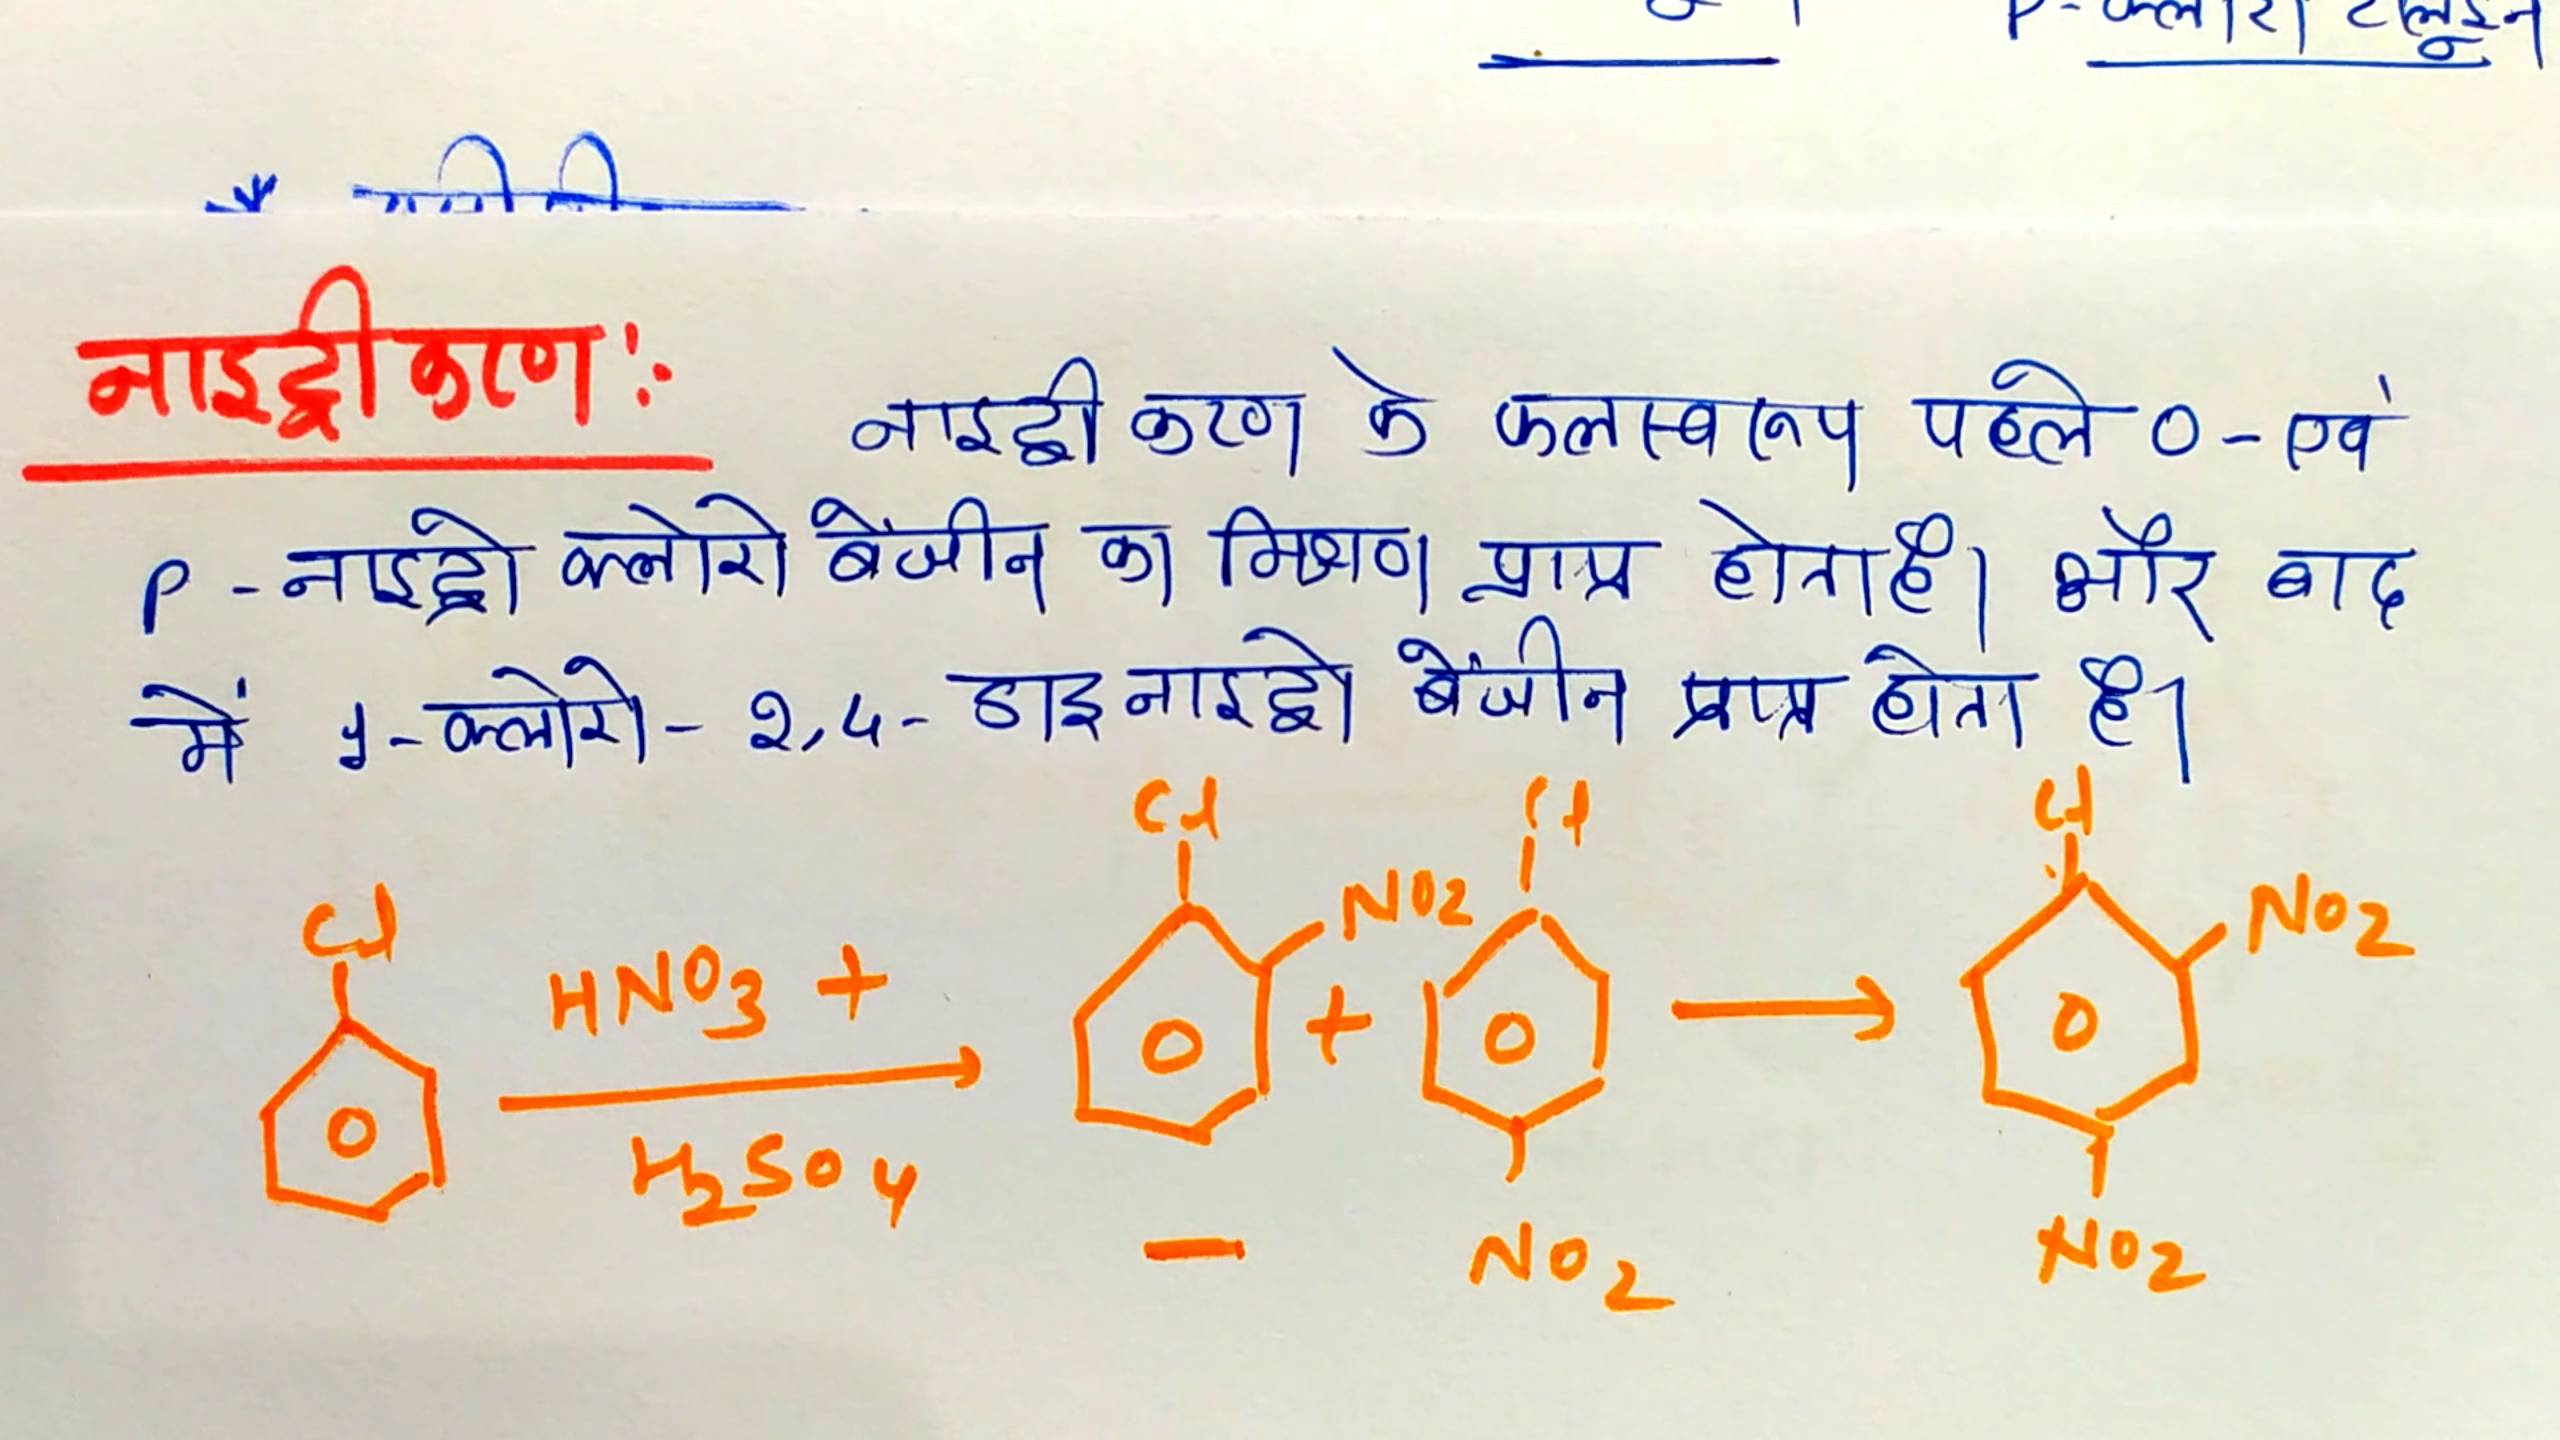 P-क्लोरो टालूइन
नाइट्रीकरण :
नाइट्रीकरण के फलस्वरूप पहले O-एवं
P-नाइट्रो क्लोरो बेंजीन का मिश्रण प्राप्त होता है। और बाद
में 1-क्लोरो-2,4-डाइनाइट्रो बेंजीन प्राप्त होता है।
Cl Cl Cl Cl
HNO3 + NO2 + NO2
H2SO4
NO2 NO2